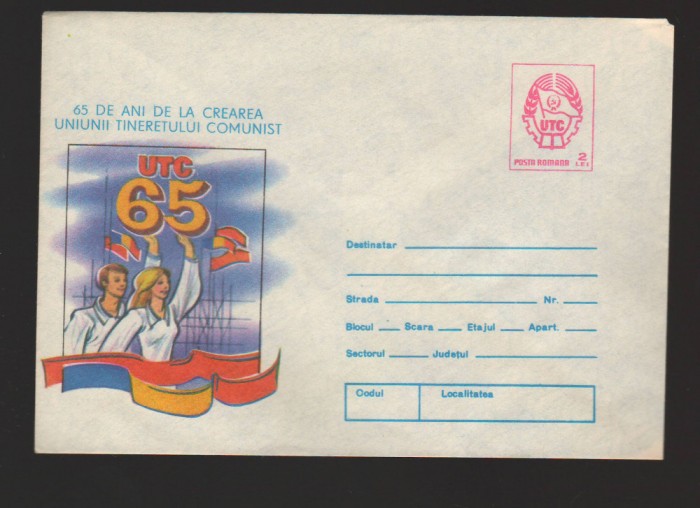 65 DE ANI DE LA CREAREA
UNIUNII TINERETULUI COMUNIST
UTC
65
UTC
POSTA ROMANA 2 LEI
Destinatar
Strada Nr.
Blocul Scara Etajul Apart.
Sectorul Județul
Codul Localitatea